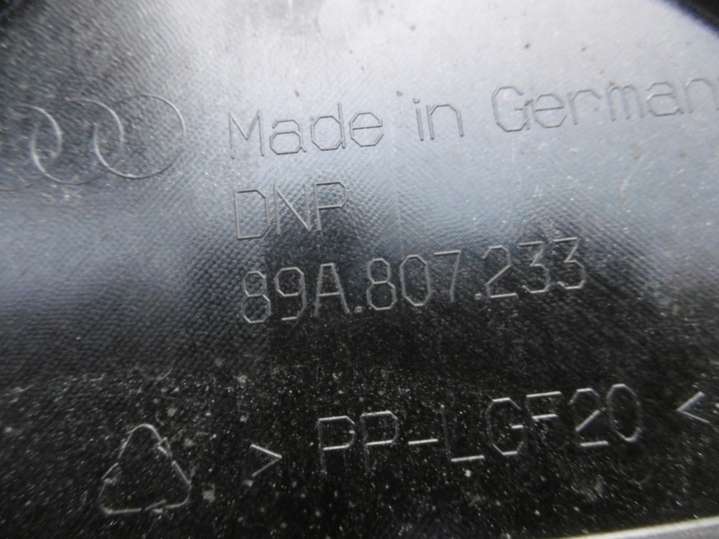 Made in German
DNP
89A.807.233
> PP-LGF20 <